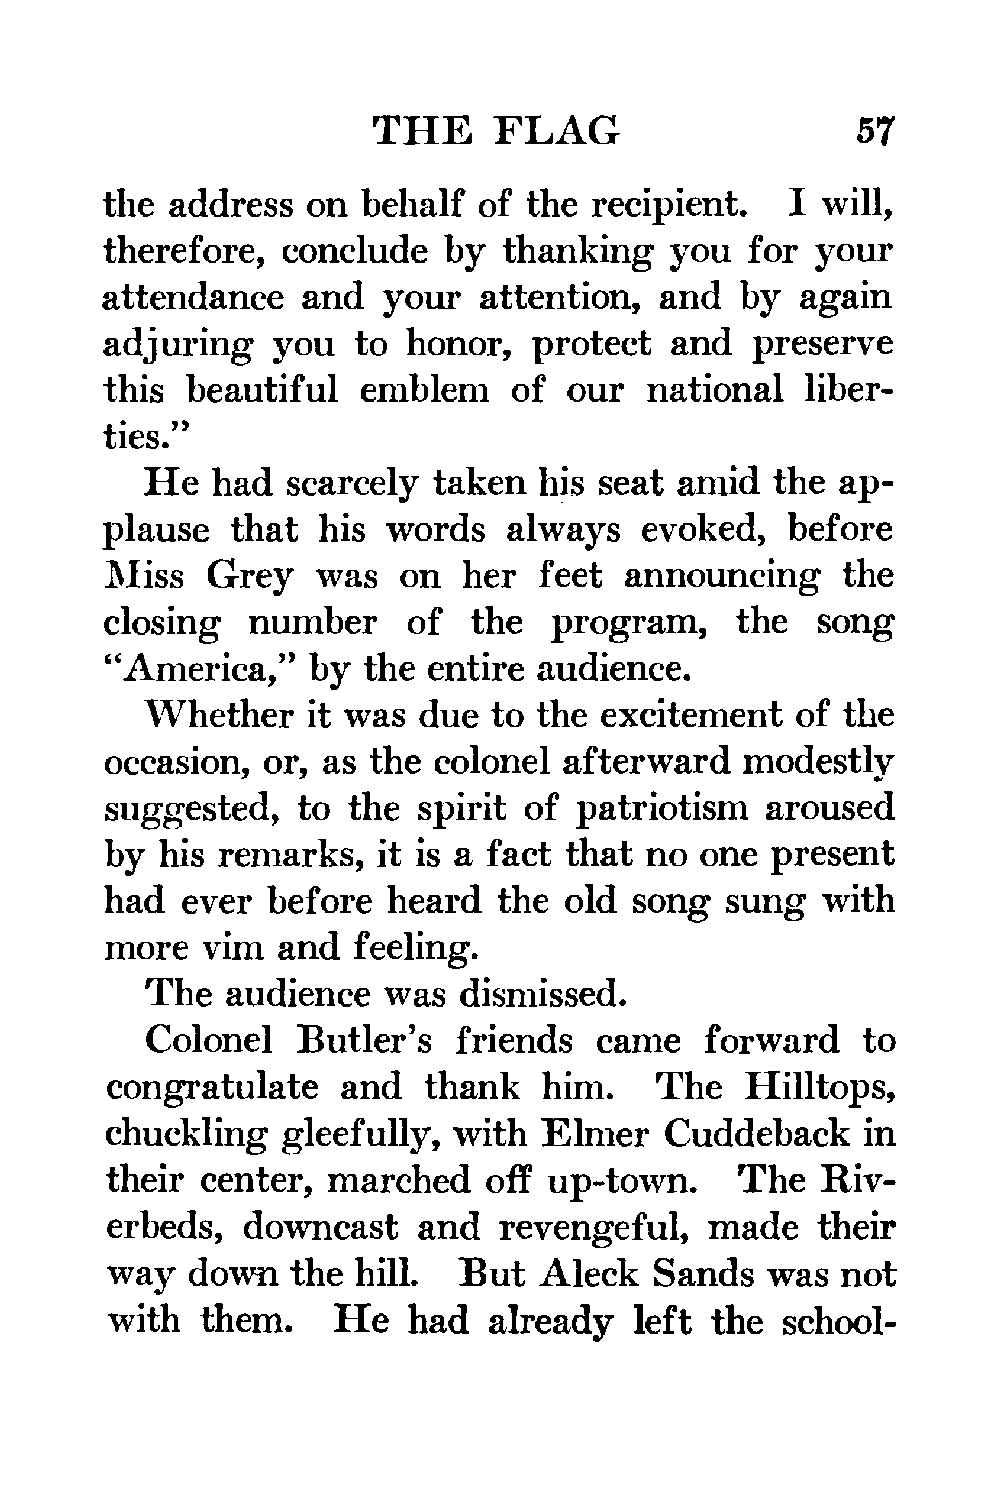 THE FLAG 57
the address on behalf of the recipient. I will,
therefore, conclude by thanking you for your
attendance and your attention, and by again
adjuring you to honor, protect and preserve
this beautiful emblem of our national liber-
ties.”
He had scarcely taken his seat amid the ap-
plause that his words always evoked, before
Miss Grey was on her feet announcing the
closing number of the program, the song
“America,” by the entire audience.
Whether it was due to the excitement of the
occasion, or, as the colonel afterward modestly
suggested, to the spirit of patriotism aroused
by his remarks, it is a fact that no one present
had ever before heard the old song sung with
more vim and feeling.
The audience was dismissed.
Colonel Butler’s friends came forward to
congratulate and thank him. The Hilltops,
chuckling gleefully, with Elmer Cuddeback in
their center, marched off up-town. The Riv-
erbeds, downcast and revengeful, made their
way down the hill. But Aleck Sands was not
with them. He had already left the school-